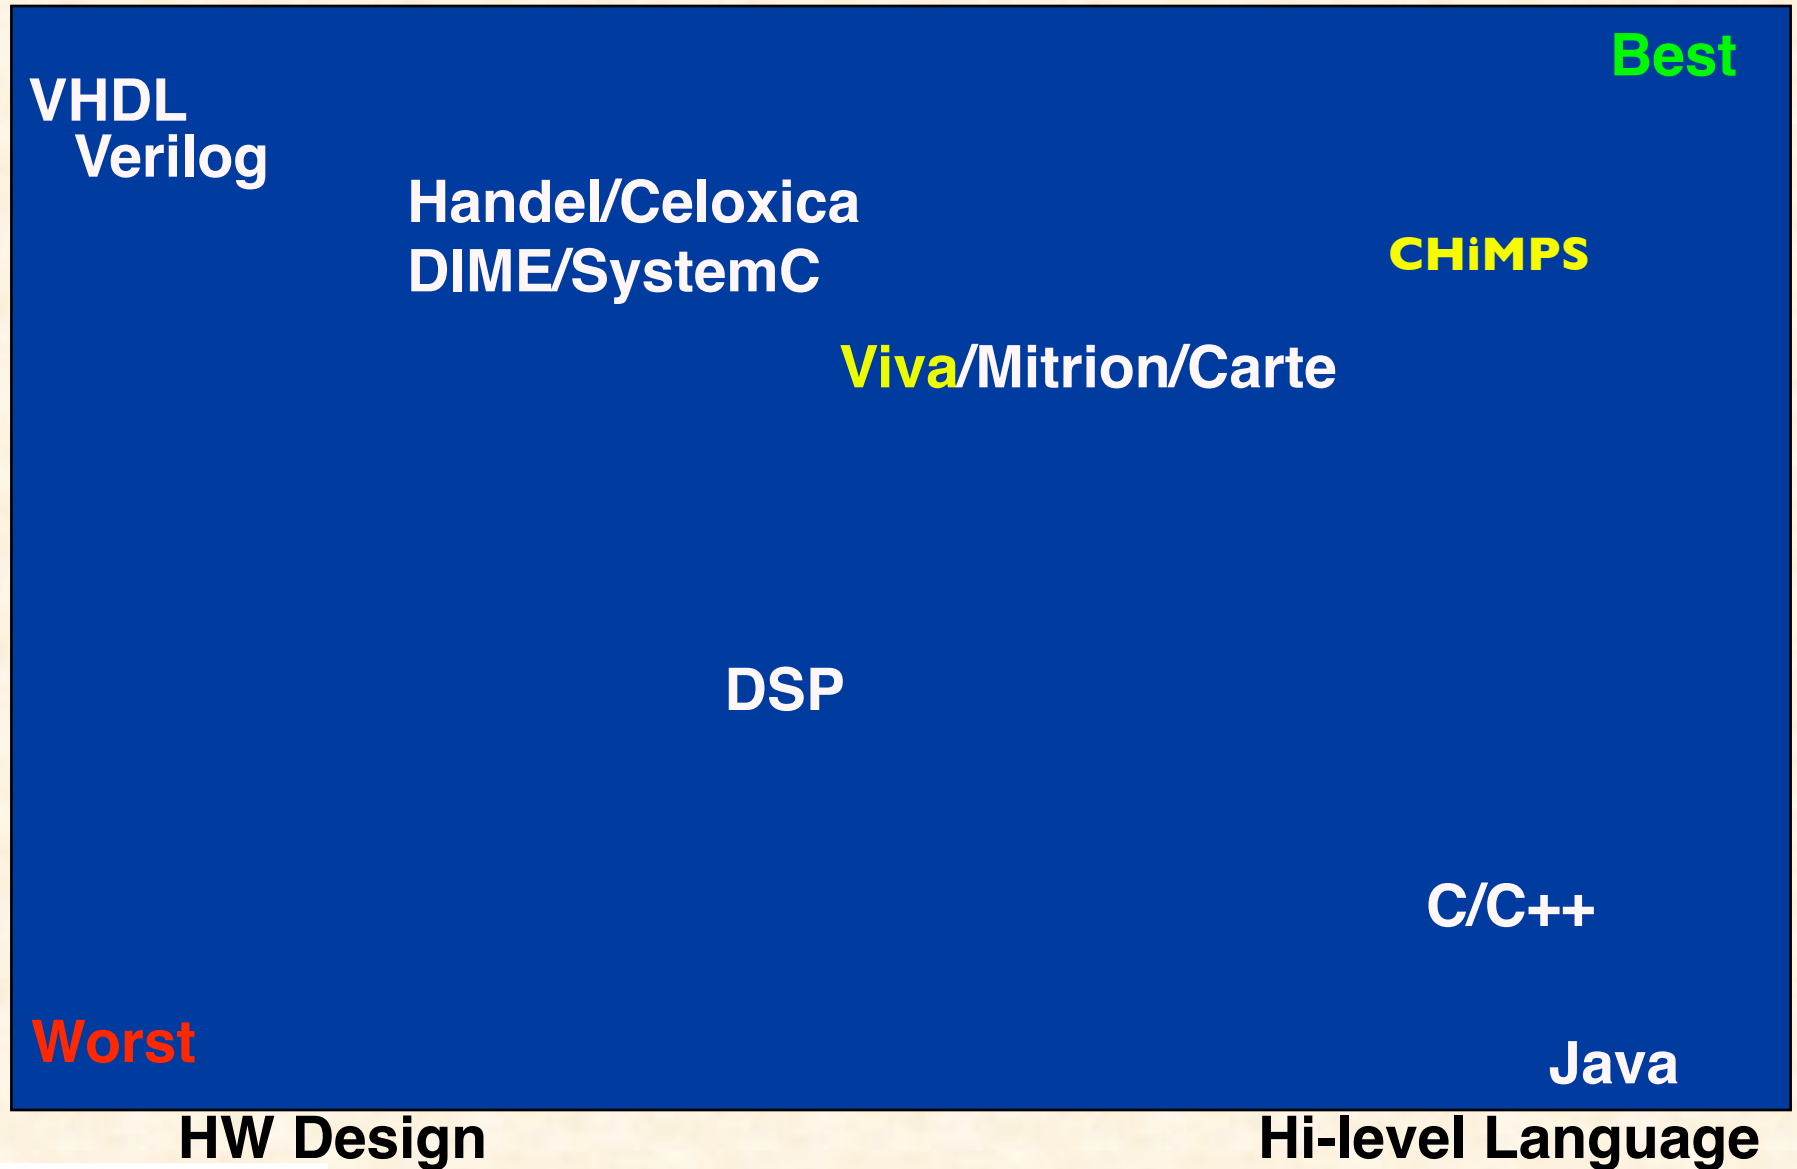 Best
VHDL
Verilog
Handel/Celoxica
DIME/SystemC
CHiMPS
Viva/Mitrion/Carte
DSP
C/C++
Worst
Java
HW Design
Hi-level Language